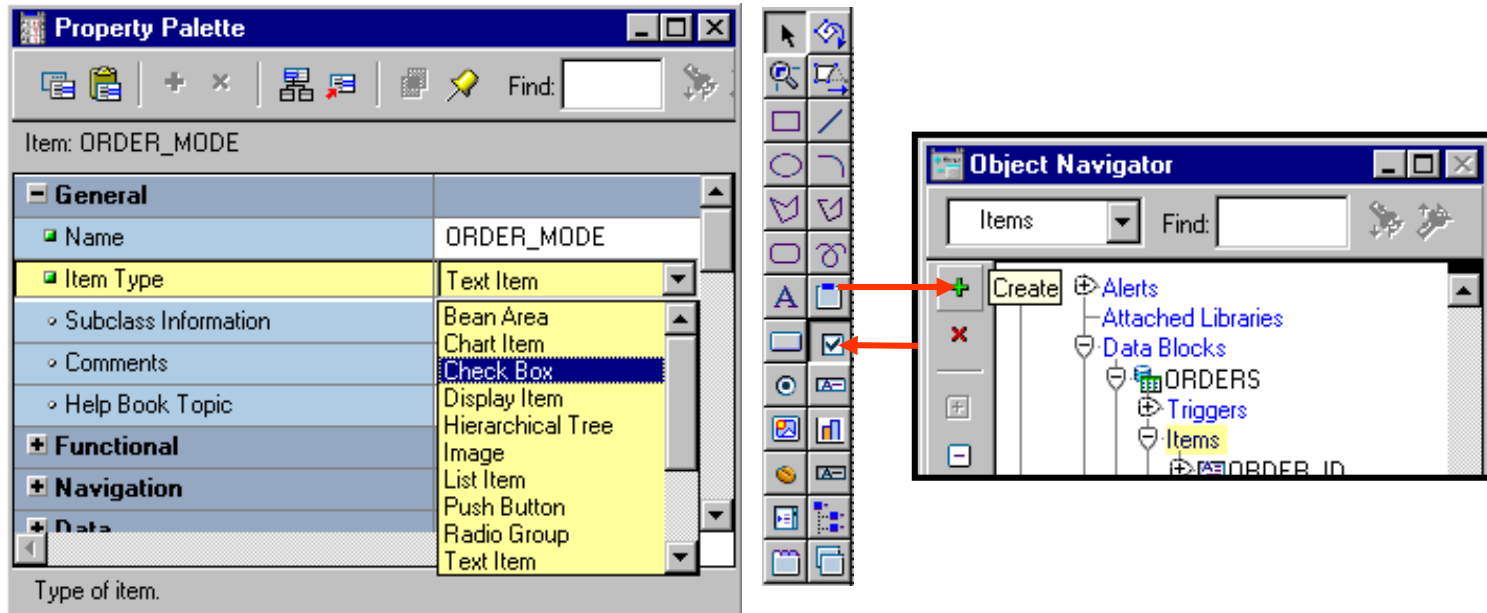 Property Palette
Find:
Item: ORDER_MODE
General
Name ORDER_MODE
Item Type Text Item
Subclass Information
Comments
Help Book Topic
Functional
Navigation
Data
Bean Area
Chart Item
Check Box
Display Item
Hierarchical Tree
Image
List Item
Push Button
Radio Group
Text Item
Type of item.
A
Object Navigator
Items
Find:
Create
Alerts
Attached Libraries
Data Blocks
ORDERS
Triggers
Items
ORDER_ID